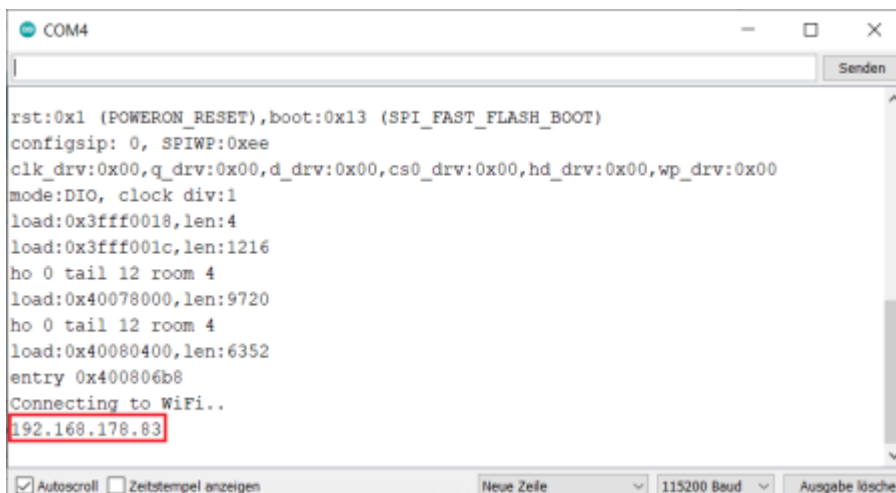 COM4
Senden
rst:0x1 (POWERON_RESET),boot:0x13 (SPI_FAST_FLASH_BOOT)
configsip: 0, SPIWP:0xee
clk_drv:0x00,q_drv:0x00,d_drv:0x00,cs0_drv:0x00,hd_drv:0x00,wp_drv:0x00
mode:DIO, clock div:1
load:0x3fff0018,len:4
load:0x3fff001c,len:1216
ho 0 tail 12 room 4
load:0x40078000,len:9720
ho 0 tail 12 room 4
load:0x40080400,len:6352
entry 0x400806b8
Connecting to WiFi..
192.168.178.83
Autoscroll Zeitstempel anzeigen Neue Zeile 115200 Baud Ausgabe lösche